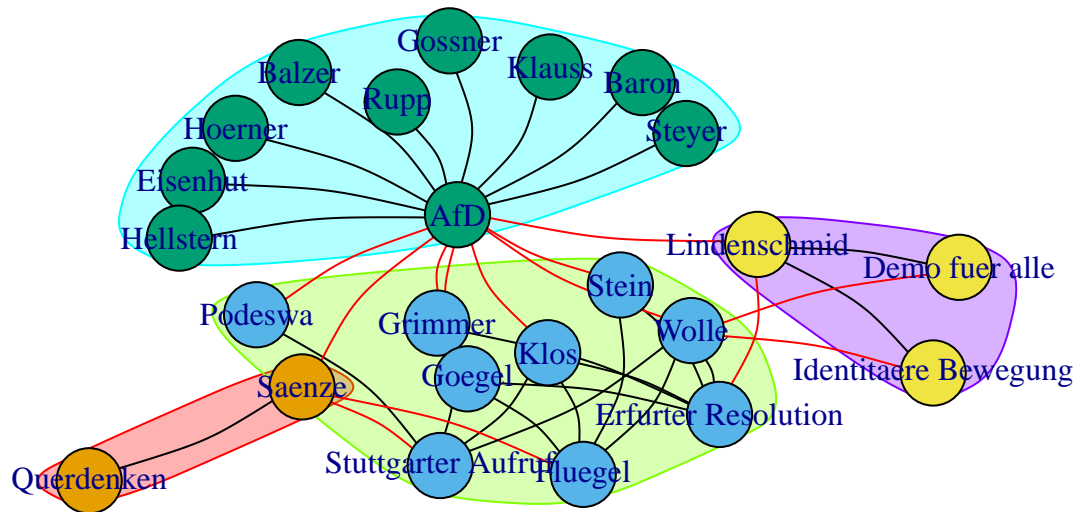 Gossner
Klauss
Balzer
Baron
Rupp
Hoerner
Steyer
Eisenhut
AfD
Hellstern
Lindenschmid
Demo fuer alle
Stein
Podeswa
Grimmer
Wolle
Klos
Identitaere Bewegung
Goegel
Saenze
Erfurter Resolution
Stuttgarter Aufruf
Fluegel
Querdenken